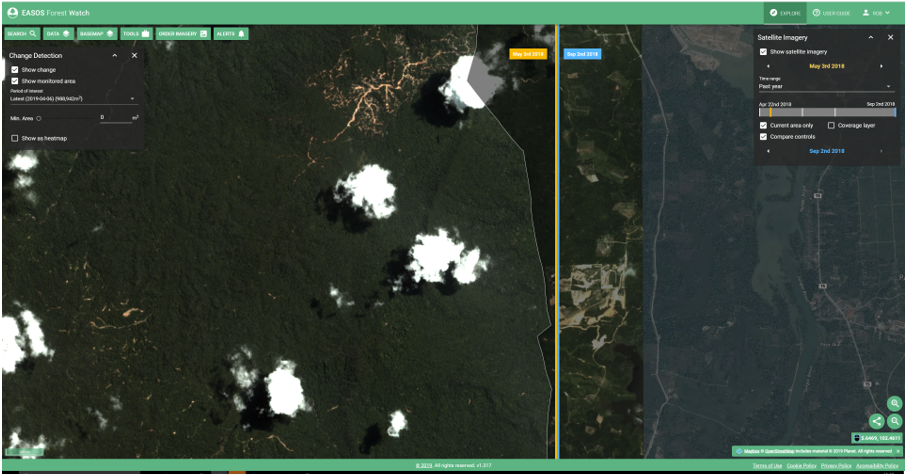 EASOS Forest Watch
EXPLORE
USER GUIDE
ROB
SEARCH
DATA
BASEMAP
TOOLS
ORDER IMAGERY
ALERTS
Change Detection
Show change
Show monitored area
Period of interest
Latest (2019-04-06) (988,942m²)
Min. Area
0
m²
Show as heatmap
May 3rd 2018
Sep 2nd 2018
Satellite Imagery
Show satellite imagery
May 3rd 2018
Time range
Past year
Apr 22nd 2018
Sep 2nd 2018
Current area only
Coverage layer
Compare controls
Sep 2nd 2018
5.6469, 102.4611
Mapbox © OpenStreetMap includes material © 2019 Planet. All rights reserved
© 2019. All rights reserved. v1.317
Terms of Use
Cookie Policy
Privacy Policy
Accessibility